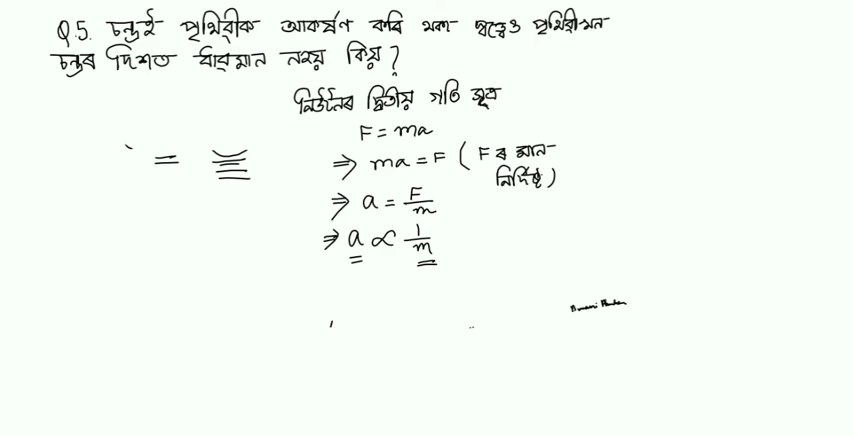 Q.5. চন্দ্ৰই পৃথিৱীক আকৰ্ষণ কৰি থকা স্বত্বেও পৃথিৱীখন
চন্দ্ৰৰ দিশত ধাৱমান নহয় কিয়?
নিউটনৰ দ্বিতীয় গতি সূত্ৰ
F = ma
⇒ ma = F (F ৰ মান
নিৰ্দিষ্ট)
⇒ a = F/m
⇒ a ∝ 1/m